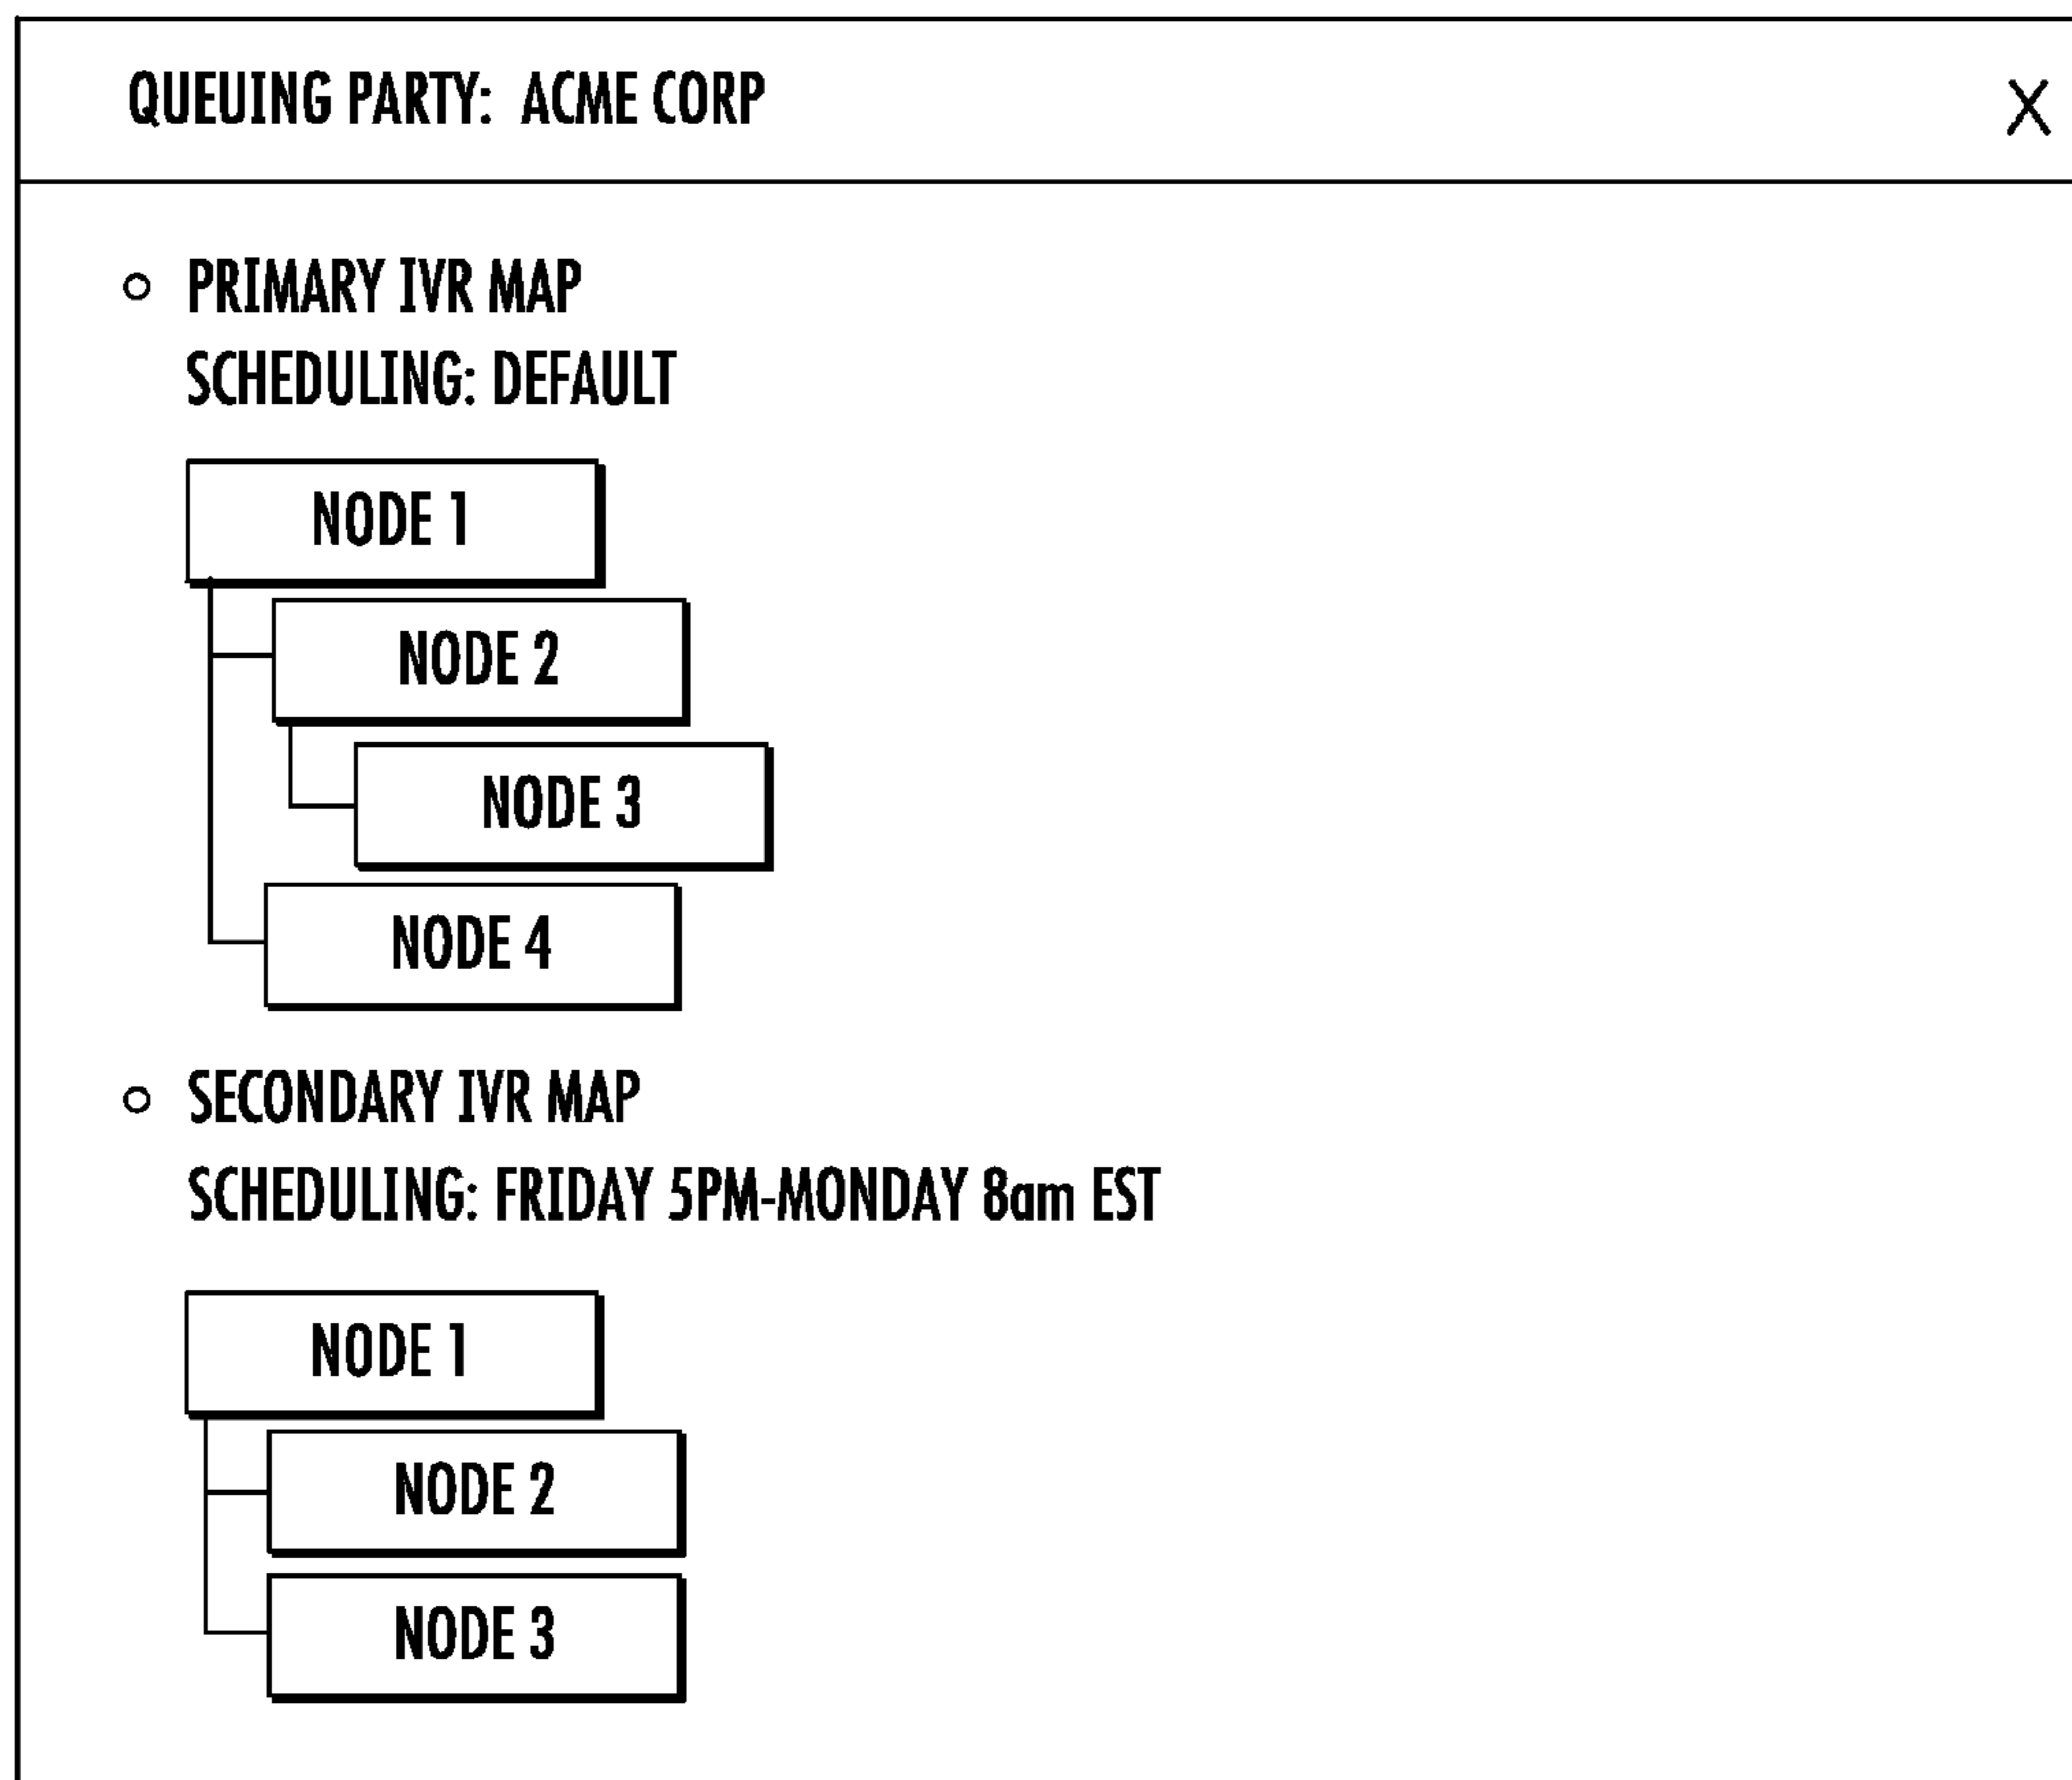 QUEUING PARTY: ACME CORP
X
PRIMARY IVR MAP
SCHEDULING: DEFAULT
NODE 1
NODE 2
NODE 3
NODE 4
SECONDARY IVR MAP
SCHEDULING: FRIDAY 5PM-MONDAY 8am EST
NODE 1
NODE 2
NODE 3